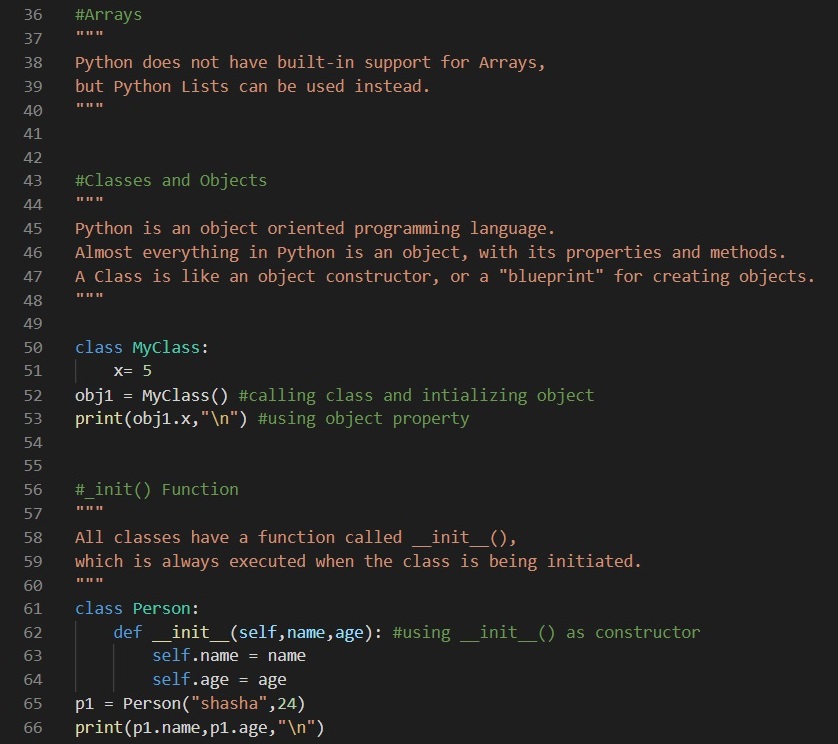 36 #Arrays
37 """
38 Python does not have built-in support for Arrays,
39 but Python Lists can be used instead.
40 """
41
42
43 #Classes and Objects
44 """
45 Python is an object oriented programming language.
46 Almost everything in Python is an object, with its properties and methods.
47 A Class is like an object constructor, or a "blueprint" for creating objects.
48 """
49
50 class MyClass:
51     x= 5
52 obj1 = MyClass() #calling class and intializing object
53 print(obj1.x,"\n") #using object property
54
55
56 #_init() Function
57 """
58 All classes have a function called __init__(),
59 which is always executed when the class is being initiated.
60 """
61 class Person:
62     def __init__(self,name,age): #using __init__() as constructor
63         self.name = name
64         self.age = age
65 p1 = Person("shasha",24)
66 print(p1.name,p1.age,"\n")